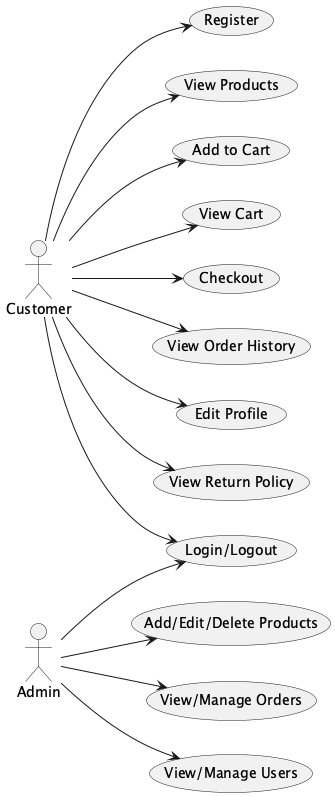 Register
View Products
Add to Cart
View Cart
Checkout
Customer
View Order History
Edit Profile
View Return Policy
Login/Logout
Add/Edit/Delete Products
Admin
View/Manage Orders
View/Manage Users